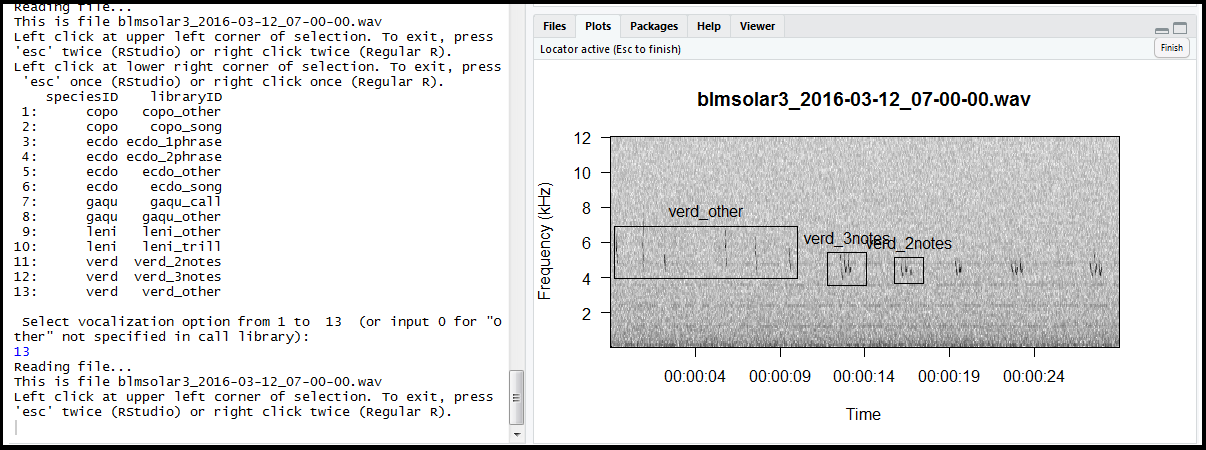 Reading file...
This is file blmsolar3_2016-03-12_07-00-00.wav
Left click at upper left corner of selection. To exit, press
'esc' twice (RStudio) or right click twice (Regular R).
Left click at lower right corner of selection. To exit, press
'esc' once (RStudio) or right click once (Regular R).
speciesID libraryID
1: copo copo_other
2: copo copo_song
3: ecdo ecdo_1phrase
4: ecdo ecdo_2phrase
5: ecdo ecdo_other
6: ecdo ecdo_song
7: gaqu gaqu_call
8: gaqu gaqu_other
9: leni leni_other
10: leni leni_trill
11: verd verd_2notes
12: verd verd_3notes
13: verd verd_other
Select vocalization option from 1 to 13 (or input 0 for "O
ther" not specified in call library):
13
Reading file...
This is file blmsolar3_2016-03-12_07-00-00.wav
Left click at upper left corner of selection. To exit, press
'esc' twice (RStudio) or right click twice (Regular R).
Files Plots Packages Help Viewer
Locator active (Esc to finish) Finish
blmsolar3_2016-03-12_07-00-00.wav
Frequency (kHz)
12
10
8
6
4
2
verd_other
verd_3notes
verd_2notes
00:00:04 00:00:09 00:00:14 00:00:19 00:00:24
Time